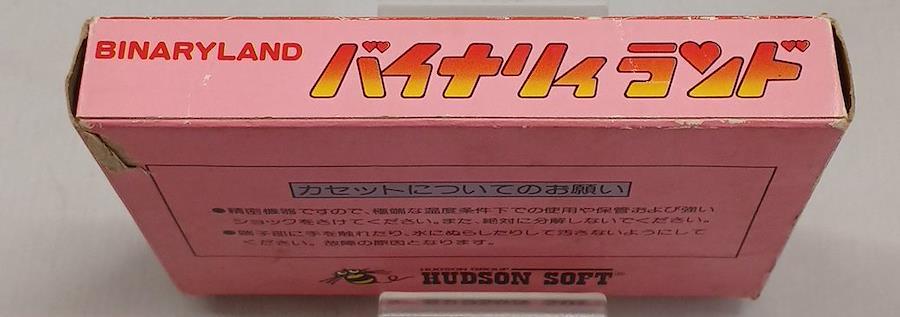 BINARYLAND バイナリィ ランド
カセットについてのお願い
●精密機器ですので、極端な温度条件下での使用や保管および強い
ショックをさけてください。また、絶対に分解しないでください。
●端子部に手を触れたり、水にぬらしたりして汚さないようにして
ください。故障の原因となります。
HUDSON GROUP
HUDSON SOFT®